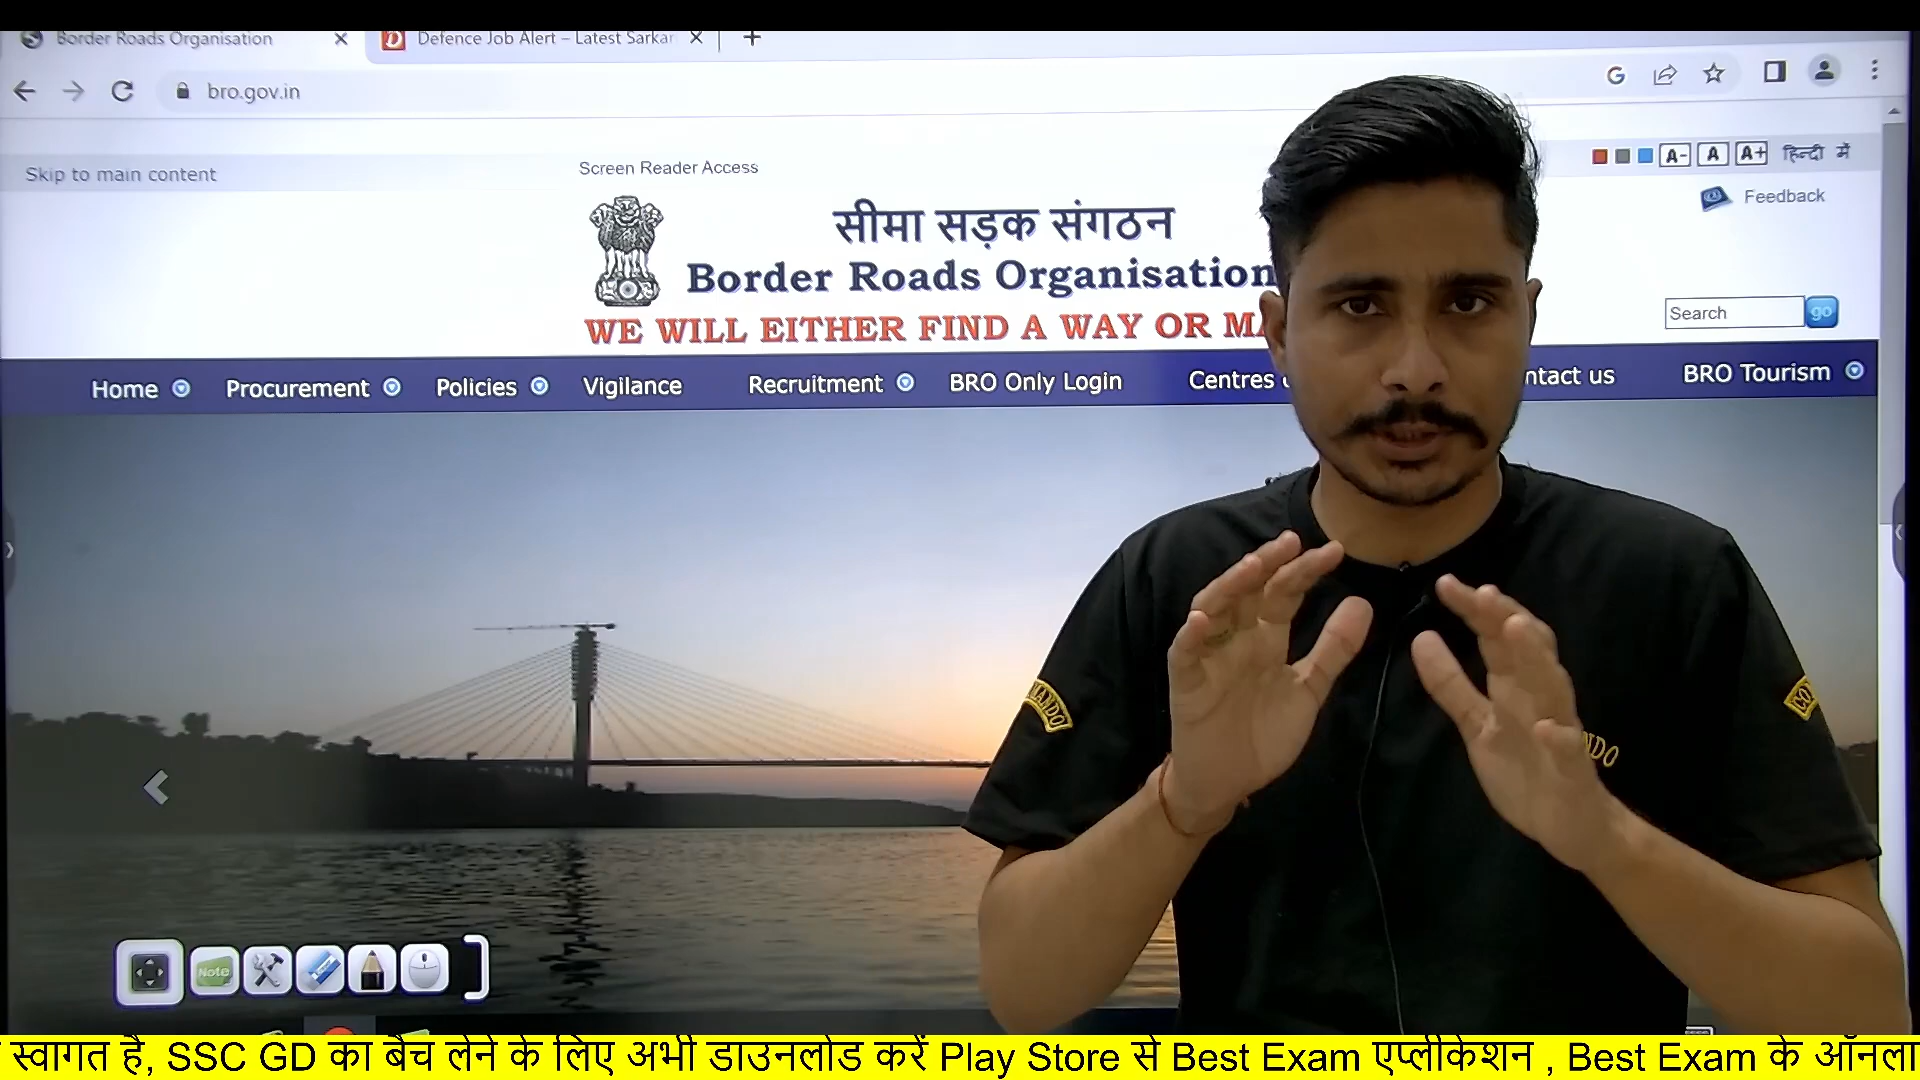 Border Roads Organisation
Defence Job Alert – Latest Sarkar
bro.gov.in
Skip to main content
Screen Reader Access
A- A A+ हिन्दी में
Feedback
सीमा सड़क संगठन
Border Roads Organisation
WE WILL EITHER FIND A WAY OR MA
Search
go
Home Procurement Policies Vigilance Recruitment BRO Only Login Centres ntact us BRO Tourism
MANDO
CO
NDO
Note
स्वागत है, SSC GD का बैच लेने के लिए अभी डाउनलोड करें Play Store से Best Exam एप्लीकेशन , Best Exam के ऑनला